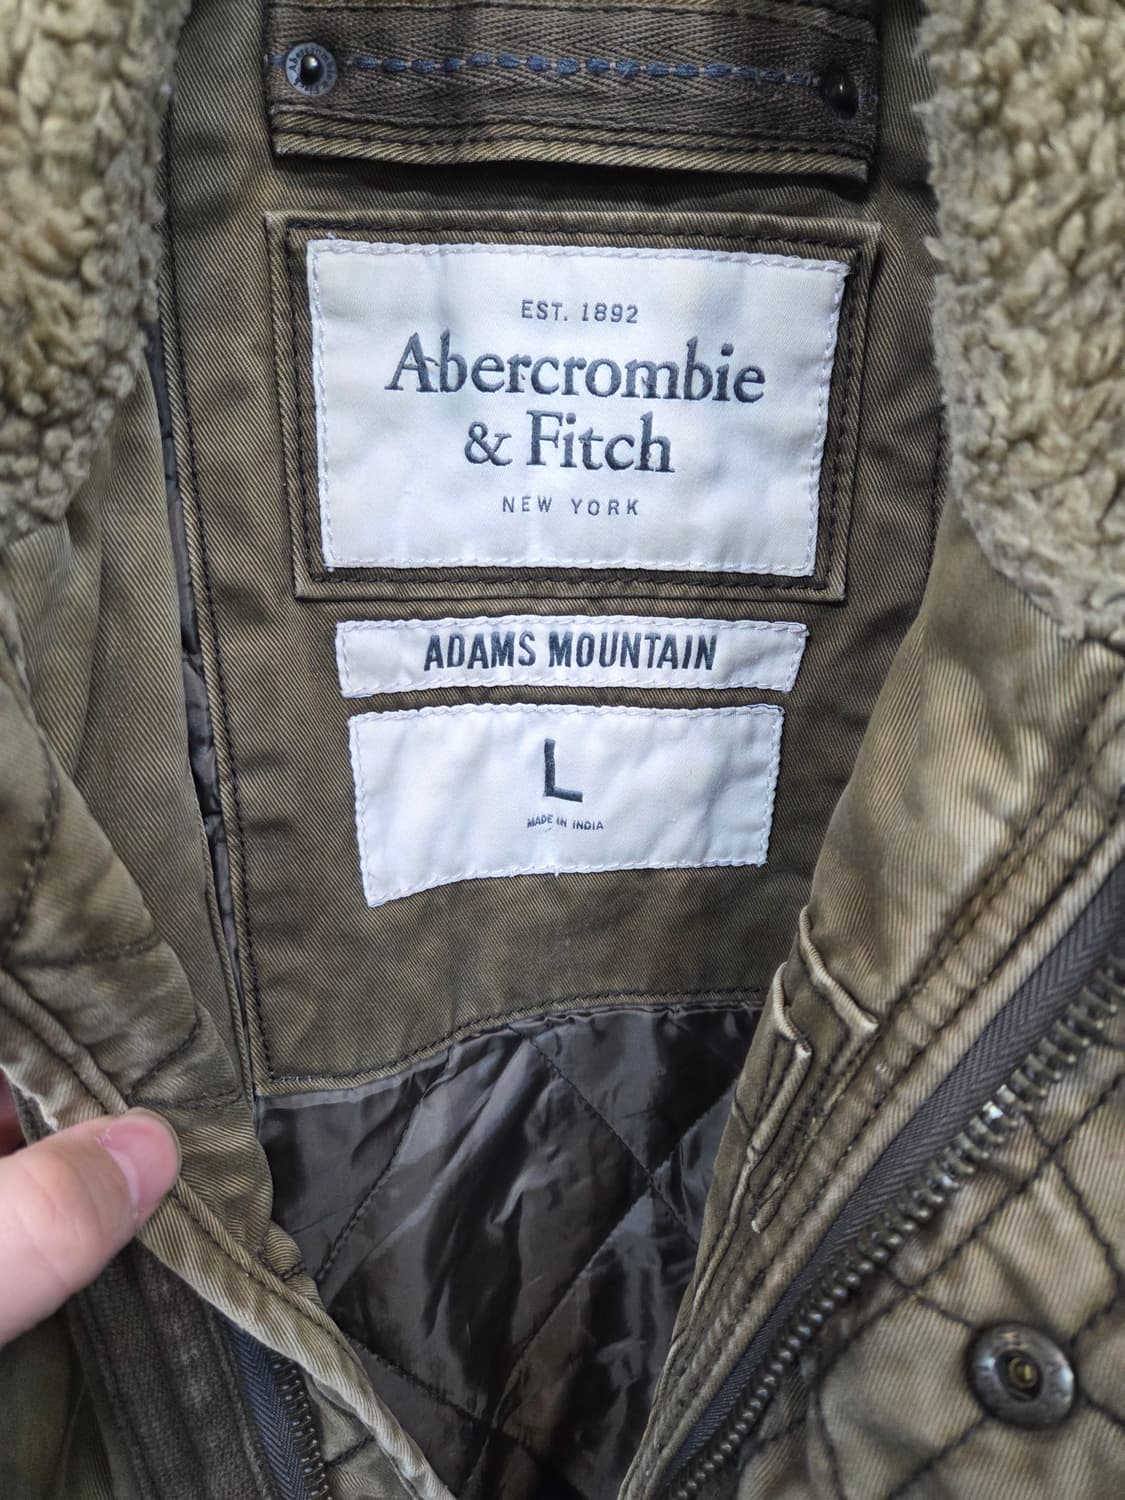 EST. 1892
Abercrombie
& Fitch
NEW YORK
ADAMS MOUNTAIN
L
MADE IN INDIA